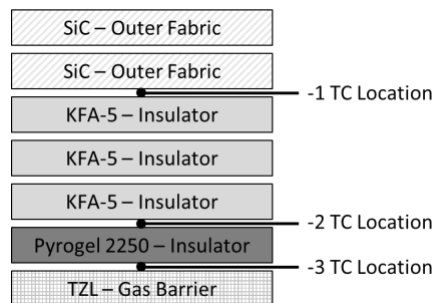 SiC – Outer Fabric
SiC – Outer Fabric
-1 TC Location
KFA-5 – Insulator
KFA-5 – Insulator
KFA-5 – Insulator
-2 TC Location
Pyrogel 2250 – Insulator
-3 TC Location
TZL – Gas Barrier